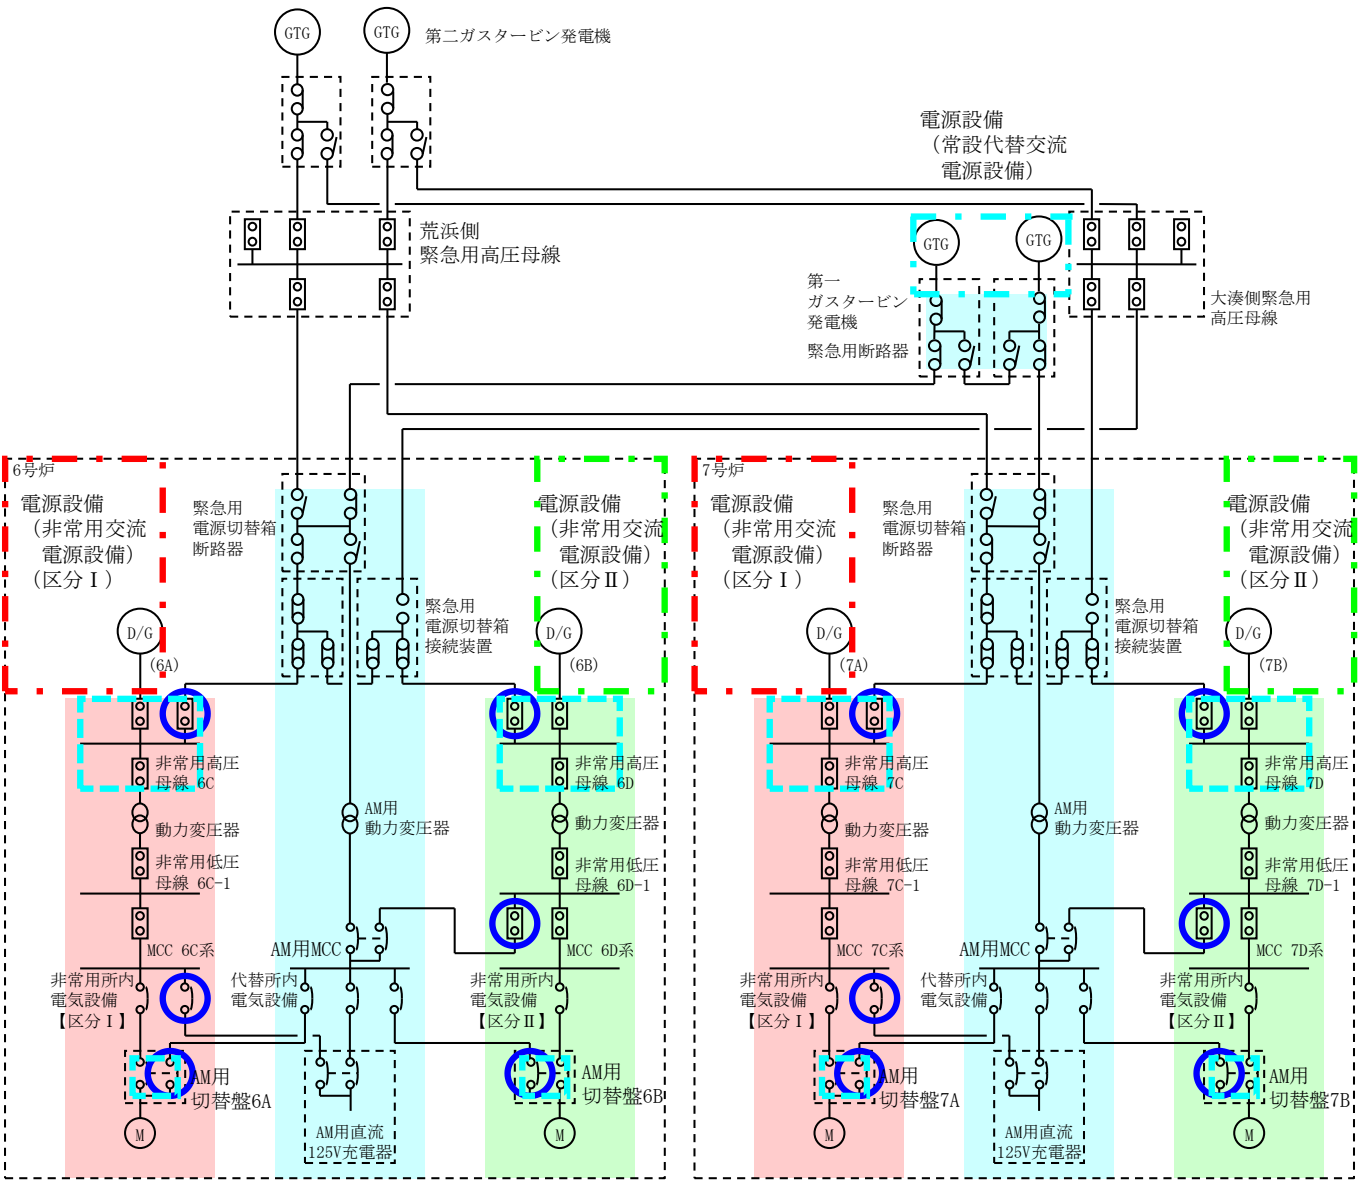 GTG
GTG
第二ガスタービン発電機
電源設備
（常設代替交流
電源設備）
荒浜側
緊急用高圧母線
GTG
GTG
第一
ガスタービン
発電機
緊急用断路器
大湊側緊急用
高圧母線
6号炉
電源設備
（非常用交流
電源設備）
（区分Ⅰ）
緊急用
電源切替箱
断路器
電源設備
（非常用交流
電源設備）
（区分Ⅱ）
緊急用
電源切替箱
接続装置
D/G
(6A)
D/G
(6B)
非常用高圧
母線 6C
非常用高圧
母線 6D
動力変圧器
AM用
動力変圧器
動力変圧器
非常用低圧
母線 6C-1
非常用低圧
母線 6D-1
MCC 6C系
AM用MCC
MCC 6D系
非常用所内
電気設備
【区分Ⅰ】
代替所内
電気設備
非常用所内
電気設備
【区分Ⅱ】
AM用
切替盤6A
AM用
切替盤6B
M
AM用直流
125V充電器
M
7号炉
電源設備
（非常用交流
電源設備）
（区分Ⅰ）
緊急用
電源切替箱
断路器
電源設備
（非常用交流
電源設備）
（区分Ⅱ）
緊急用
電源切替箱
接続装置
D/G
(7A)
D/G
(7B)
非常用高圧
母線 7C
非常用高圧
母線 7D
動力変圧器
AM用
動力変圧器
動力変圧器
非常用低圧
母線 7C-1
非常用低圧
母線 7D-1
MCC 7C系
AM用MCC
MCC 7D系
非常用所内
電気設備
【区分Ⅰ】
代替所内
電気設備
非常用所内
電気設備
【区分Ⅱ】
AM用
切替盤7A
AM用
切替盤7B
M
AM用直流
125V充電器
M